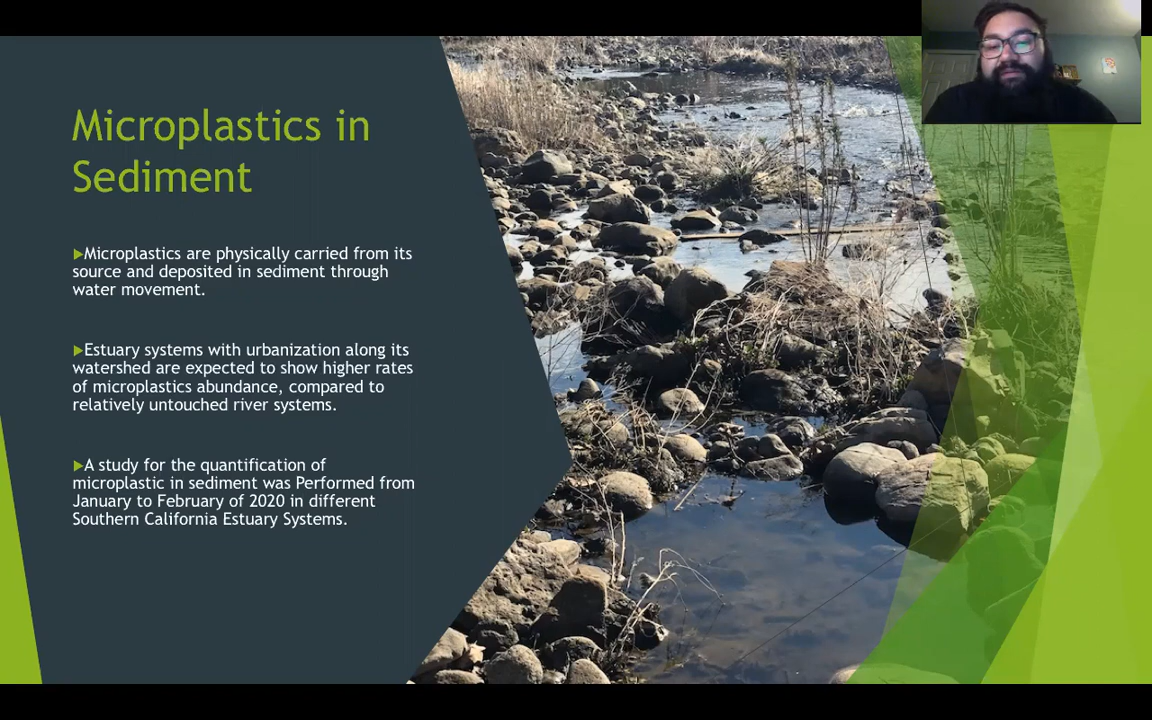 Microplastics in
Sediment
Microplastics are physically carried from its
source and deposited in sediment through
water movement.
Estuary systems with urbanization along its
watershed are expected to show higher rates
of microplastics abundance, compared to
relatively untouched river systems.
A study for the quantification of
microplastic in sediment was Performed from
January to February of 2020 in different
Southern California Estuary Systems.